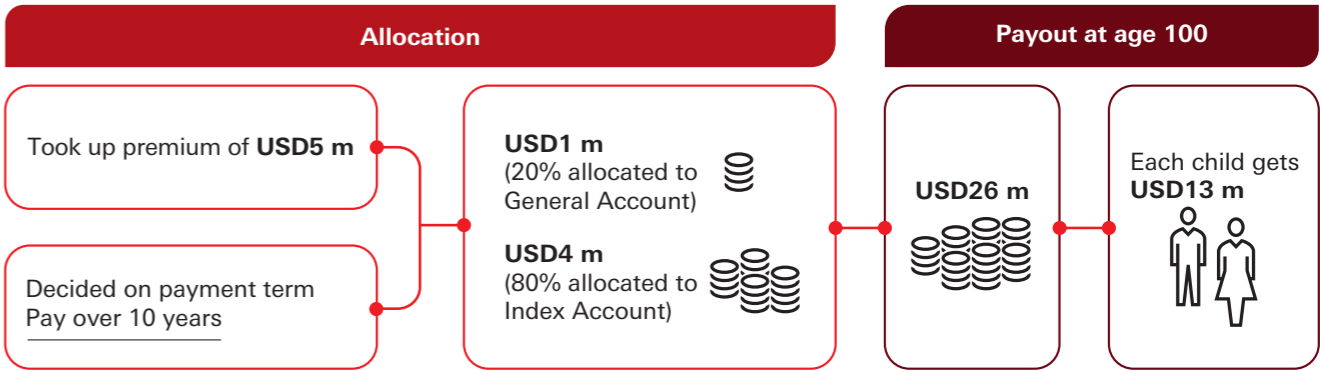 Allocation
Payout at age 100
Took up premium of USD5 m
Decided on payment term
Pay over 10 years
USD1 m
(20% allocated to
General Account)
USD4 m
(80% allocated to
Index Account)
USD26 m
Each child gets
USD13 m